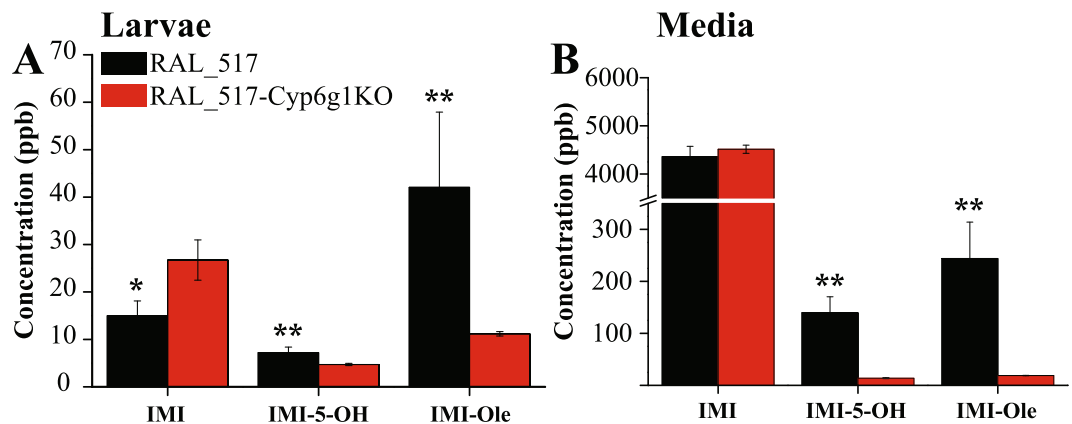 Larvae
A
RAL_517
RAL_517-Cyp6g1KO
Concentration (ppb)
70
60
50
40
30
20
10
0
*
**
**
IMI
IMI-5-OH
IMI-Ole
Media
B
Concentration (ppb)
6000
5000
4000
300
200
100
**
**
IMI
IMI-5-OH
IMI-Ole